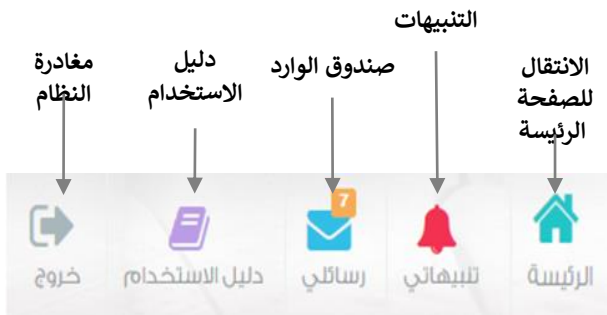 التنبيهات
الانتقال
للصفحة
الرئيسة
صندوق الوارد
دليل
الاستخدام
مغادرة
النظام
الرئيسة
تنبيهاتي
7
رسائلي
دليل الاستخدام
خروج